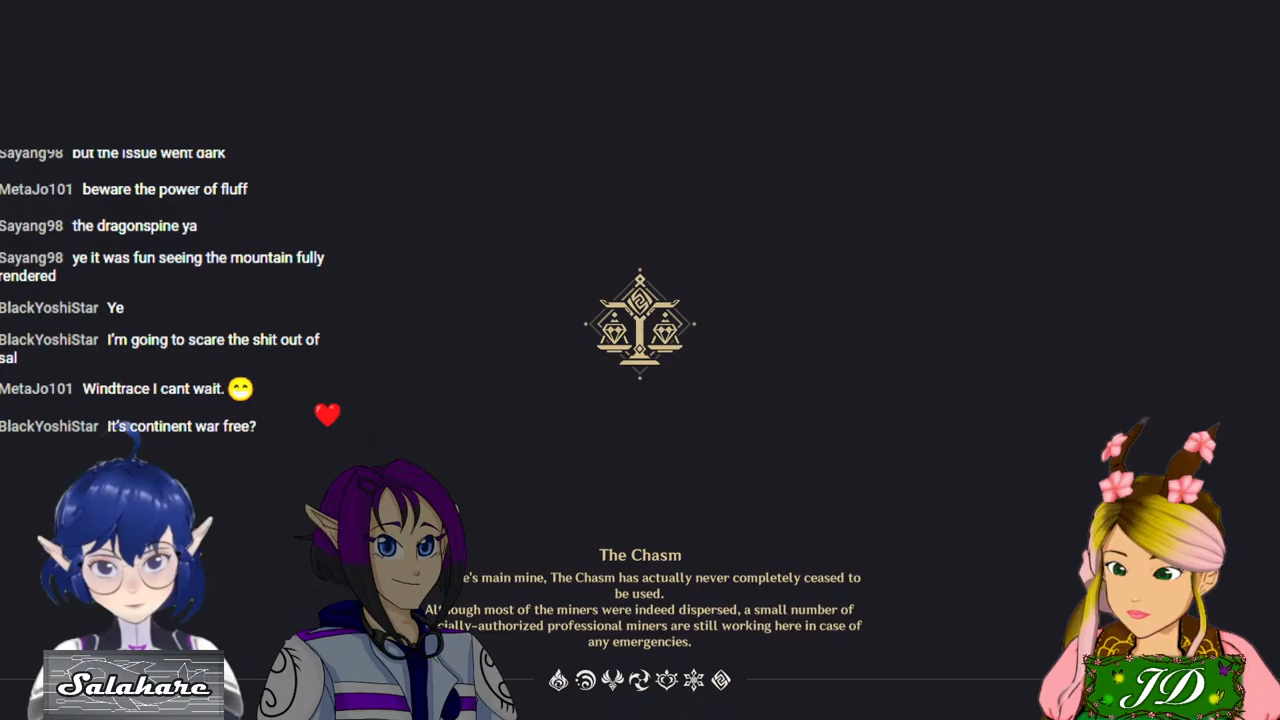 Sayang98 but the issue went dark
MetaJo101 beware the power of fluff
Sayang98 the dragonspine ya
Sayang98 ye it was fun seeing the mountain fully
rendered
BlackYoshiStar Ye
BlackYoshiStar I'm going to scare the shit out of
sal
MetaJo101 Windtrace I cant wait. 😁
BlackYoshiStar It's continent war free?
The Chasm
e's main mine, The Chasm has actually never completely ceased to
be used.
Although most of the miners were indeed dispersed, a small number of
cially-authorized professional miners are still working here in case of
any emergencies.
Salahare
JD